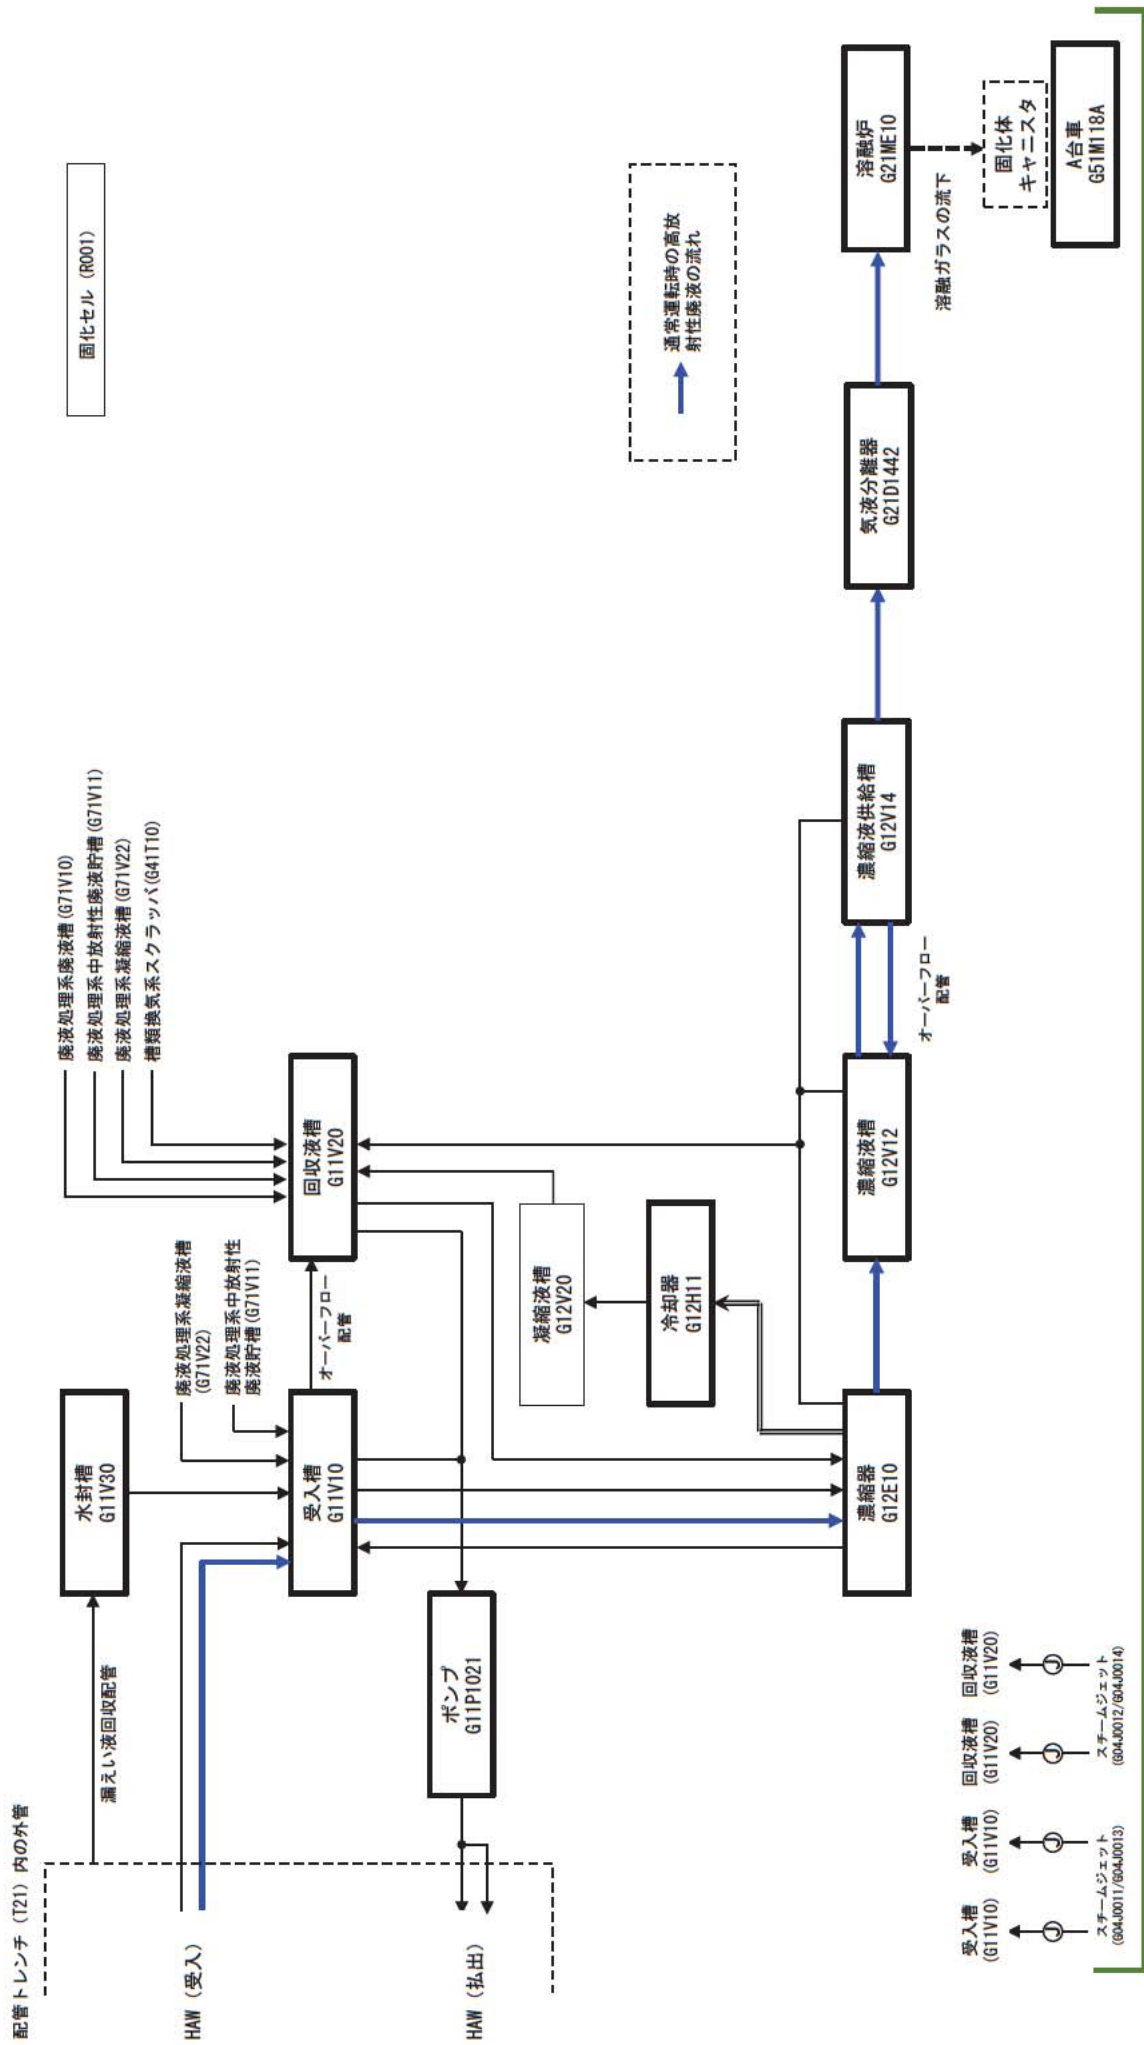 配管トレンチ（T21）内の外管
漏えい液回収配管
HAW（受入）
HAW（払出）
水封槽
G11V30
廃液処理系凝縮液槽
(G71V22)
廃液処理系中放射性
廃液貯槽(G71V11)
受入槽
G11V10
オーバーフロー
配管
ポンプ
G11P1021
廃液処理系廃液槽(G71V10)
廃液処理系中放射性廃液貯槽(G71V11)
廃液処理系凝縮液槽(G71V22)
槽類換気系スクラッバ(G41T10)
回収液槽
G11V20
凝縮液槽
G12V20
冷却器
G12H11
濃縮器
G12E10
濃縮液槽
G12V12
オーバーフロー
配管
濃縮液供給槽
G12V14
気液分離器
G21D1442
溶融炉
G21ME10
溶融ガラスの流下
固化体
キャニスタ
A台車
G51M118A
固化セル（R001）
通常運転時の高放
射性廃液の流れ
受入槽
(G11V10)
受入槽
(G11V10)
回収液槽
(G11V20)
回収液槽
(G11V20)
J
J
J
J
スチームジェット
(G04J0011/G04J0013)
スチームジェット
(G04J0012/G04J0014)